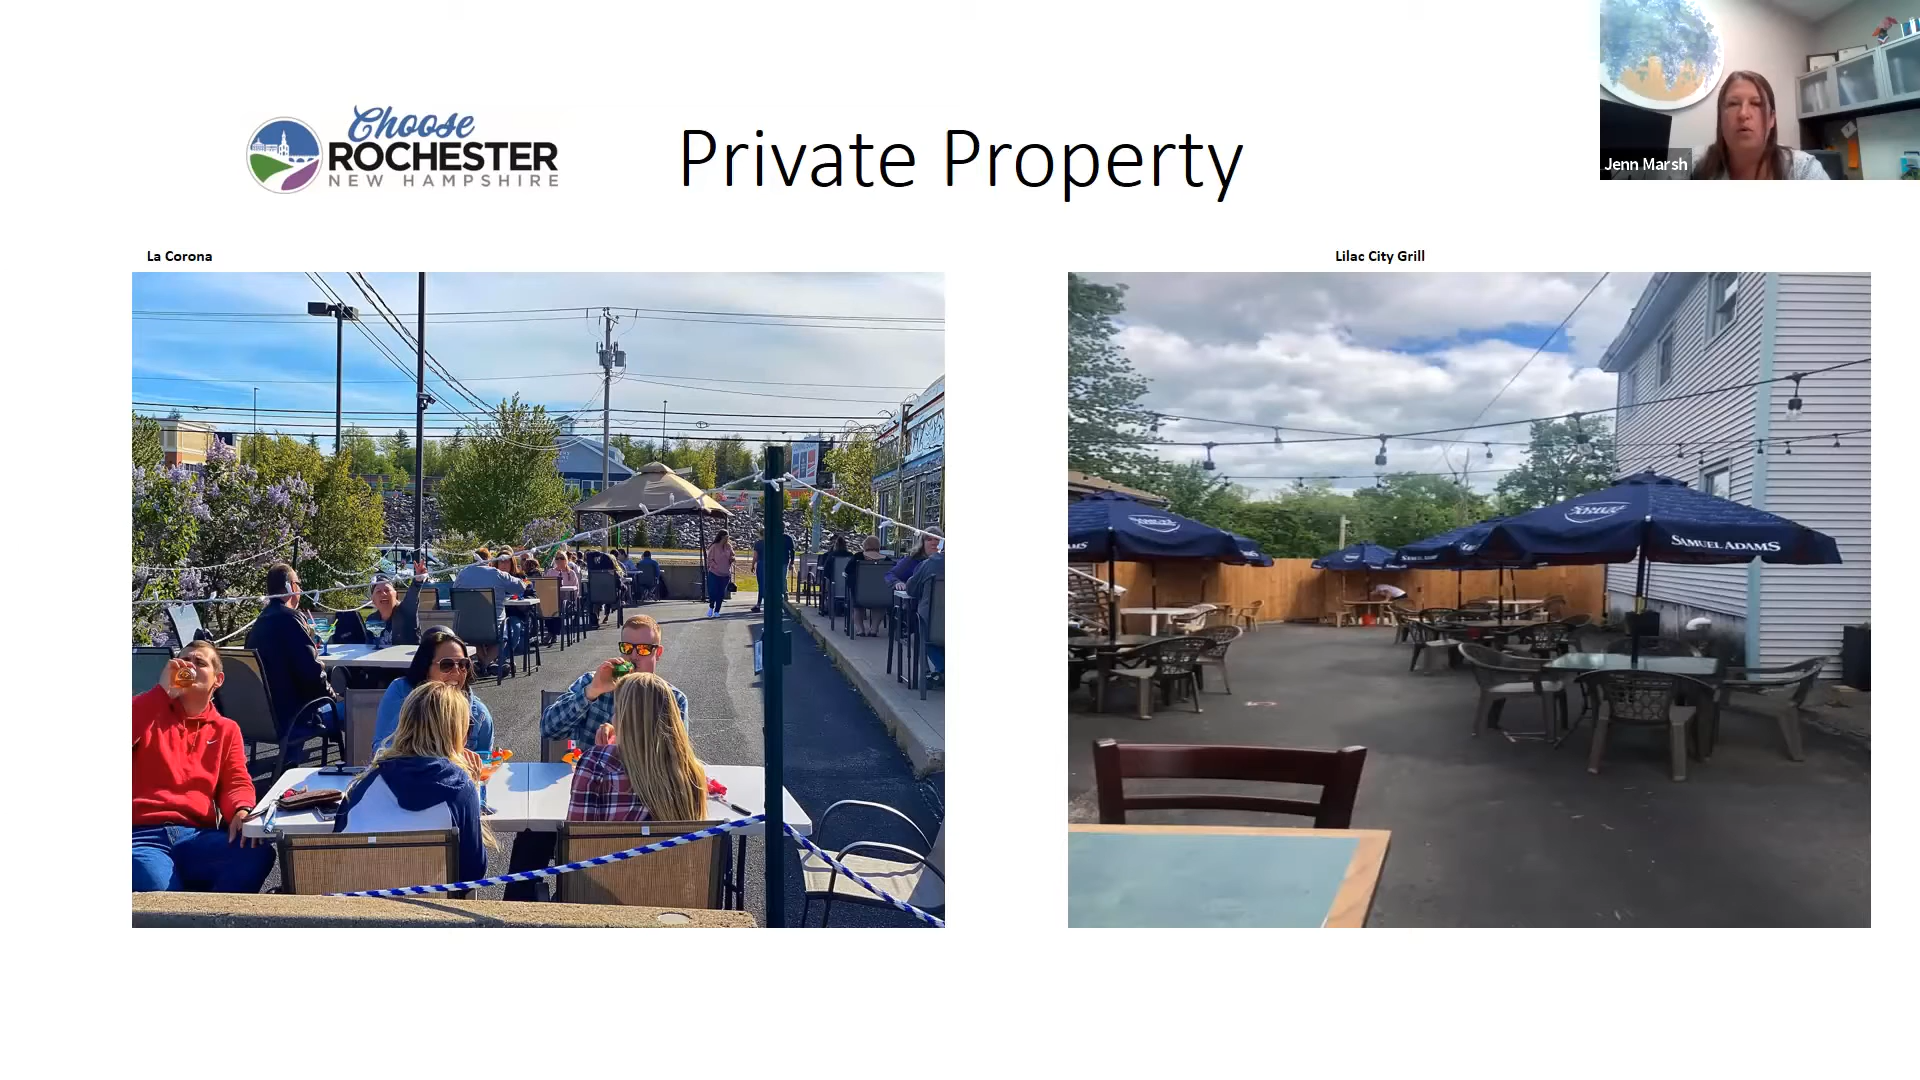 Choose
ROCHESTER
NEW HAMPSHIRE
Private Property
Jenn Marsh
La Corona
Lilac City Grill
SAMUEL ADAMS